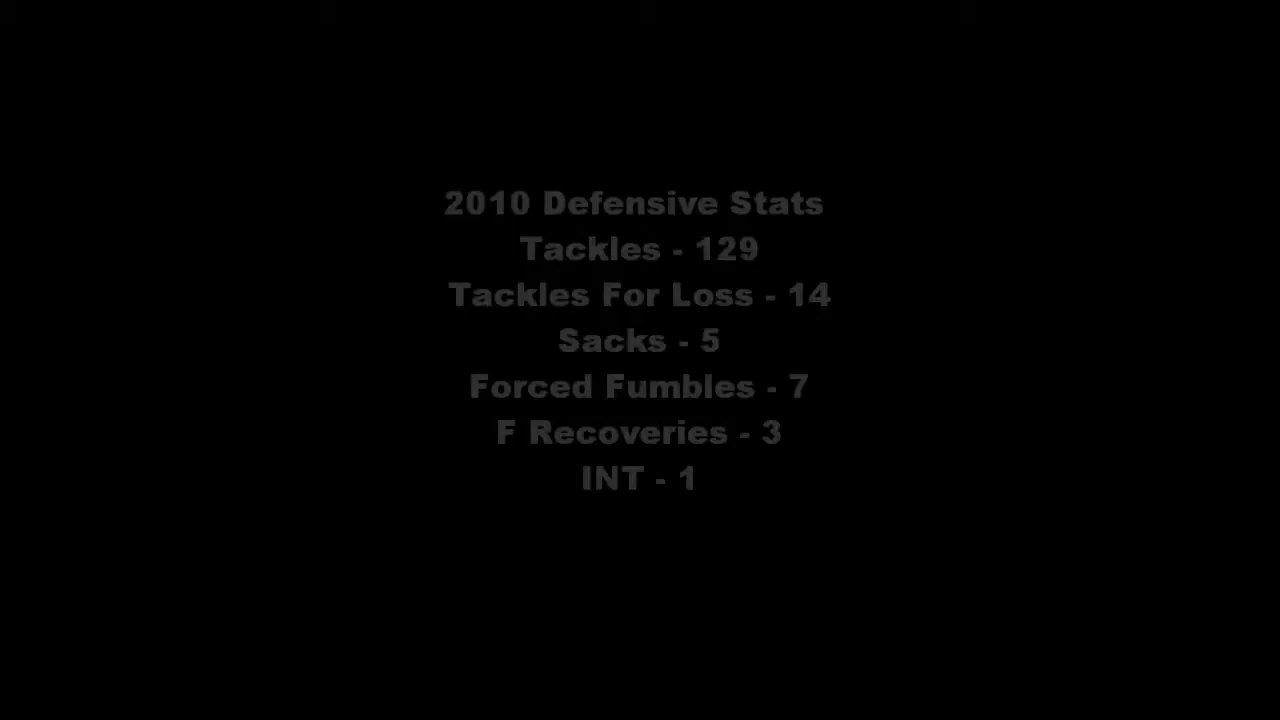 2010 Defensive Stats
Tackles - 129
Tackles For Loss - 14
Sacks - 5
Forced Fumbles - 7
F Recoveries - 3
INT - 1